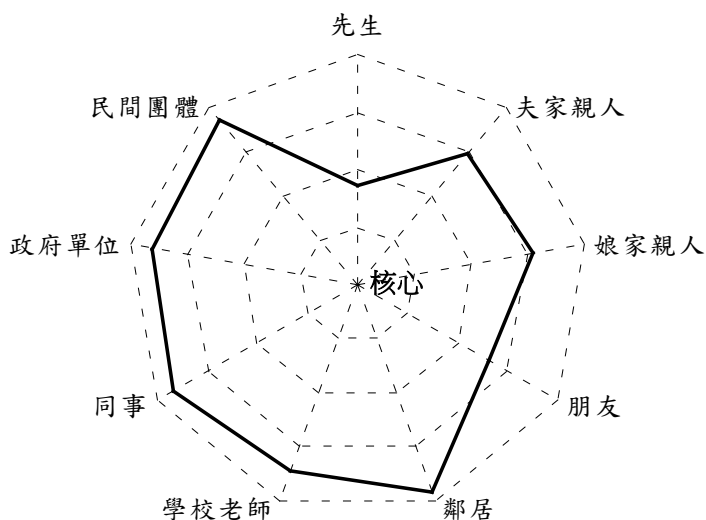 先生
民間團體
夫家親人
政府單位
娘家親人
核心
同事
朋友
學校老師
鄰居